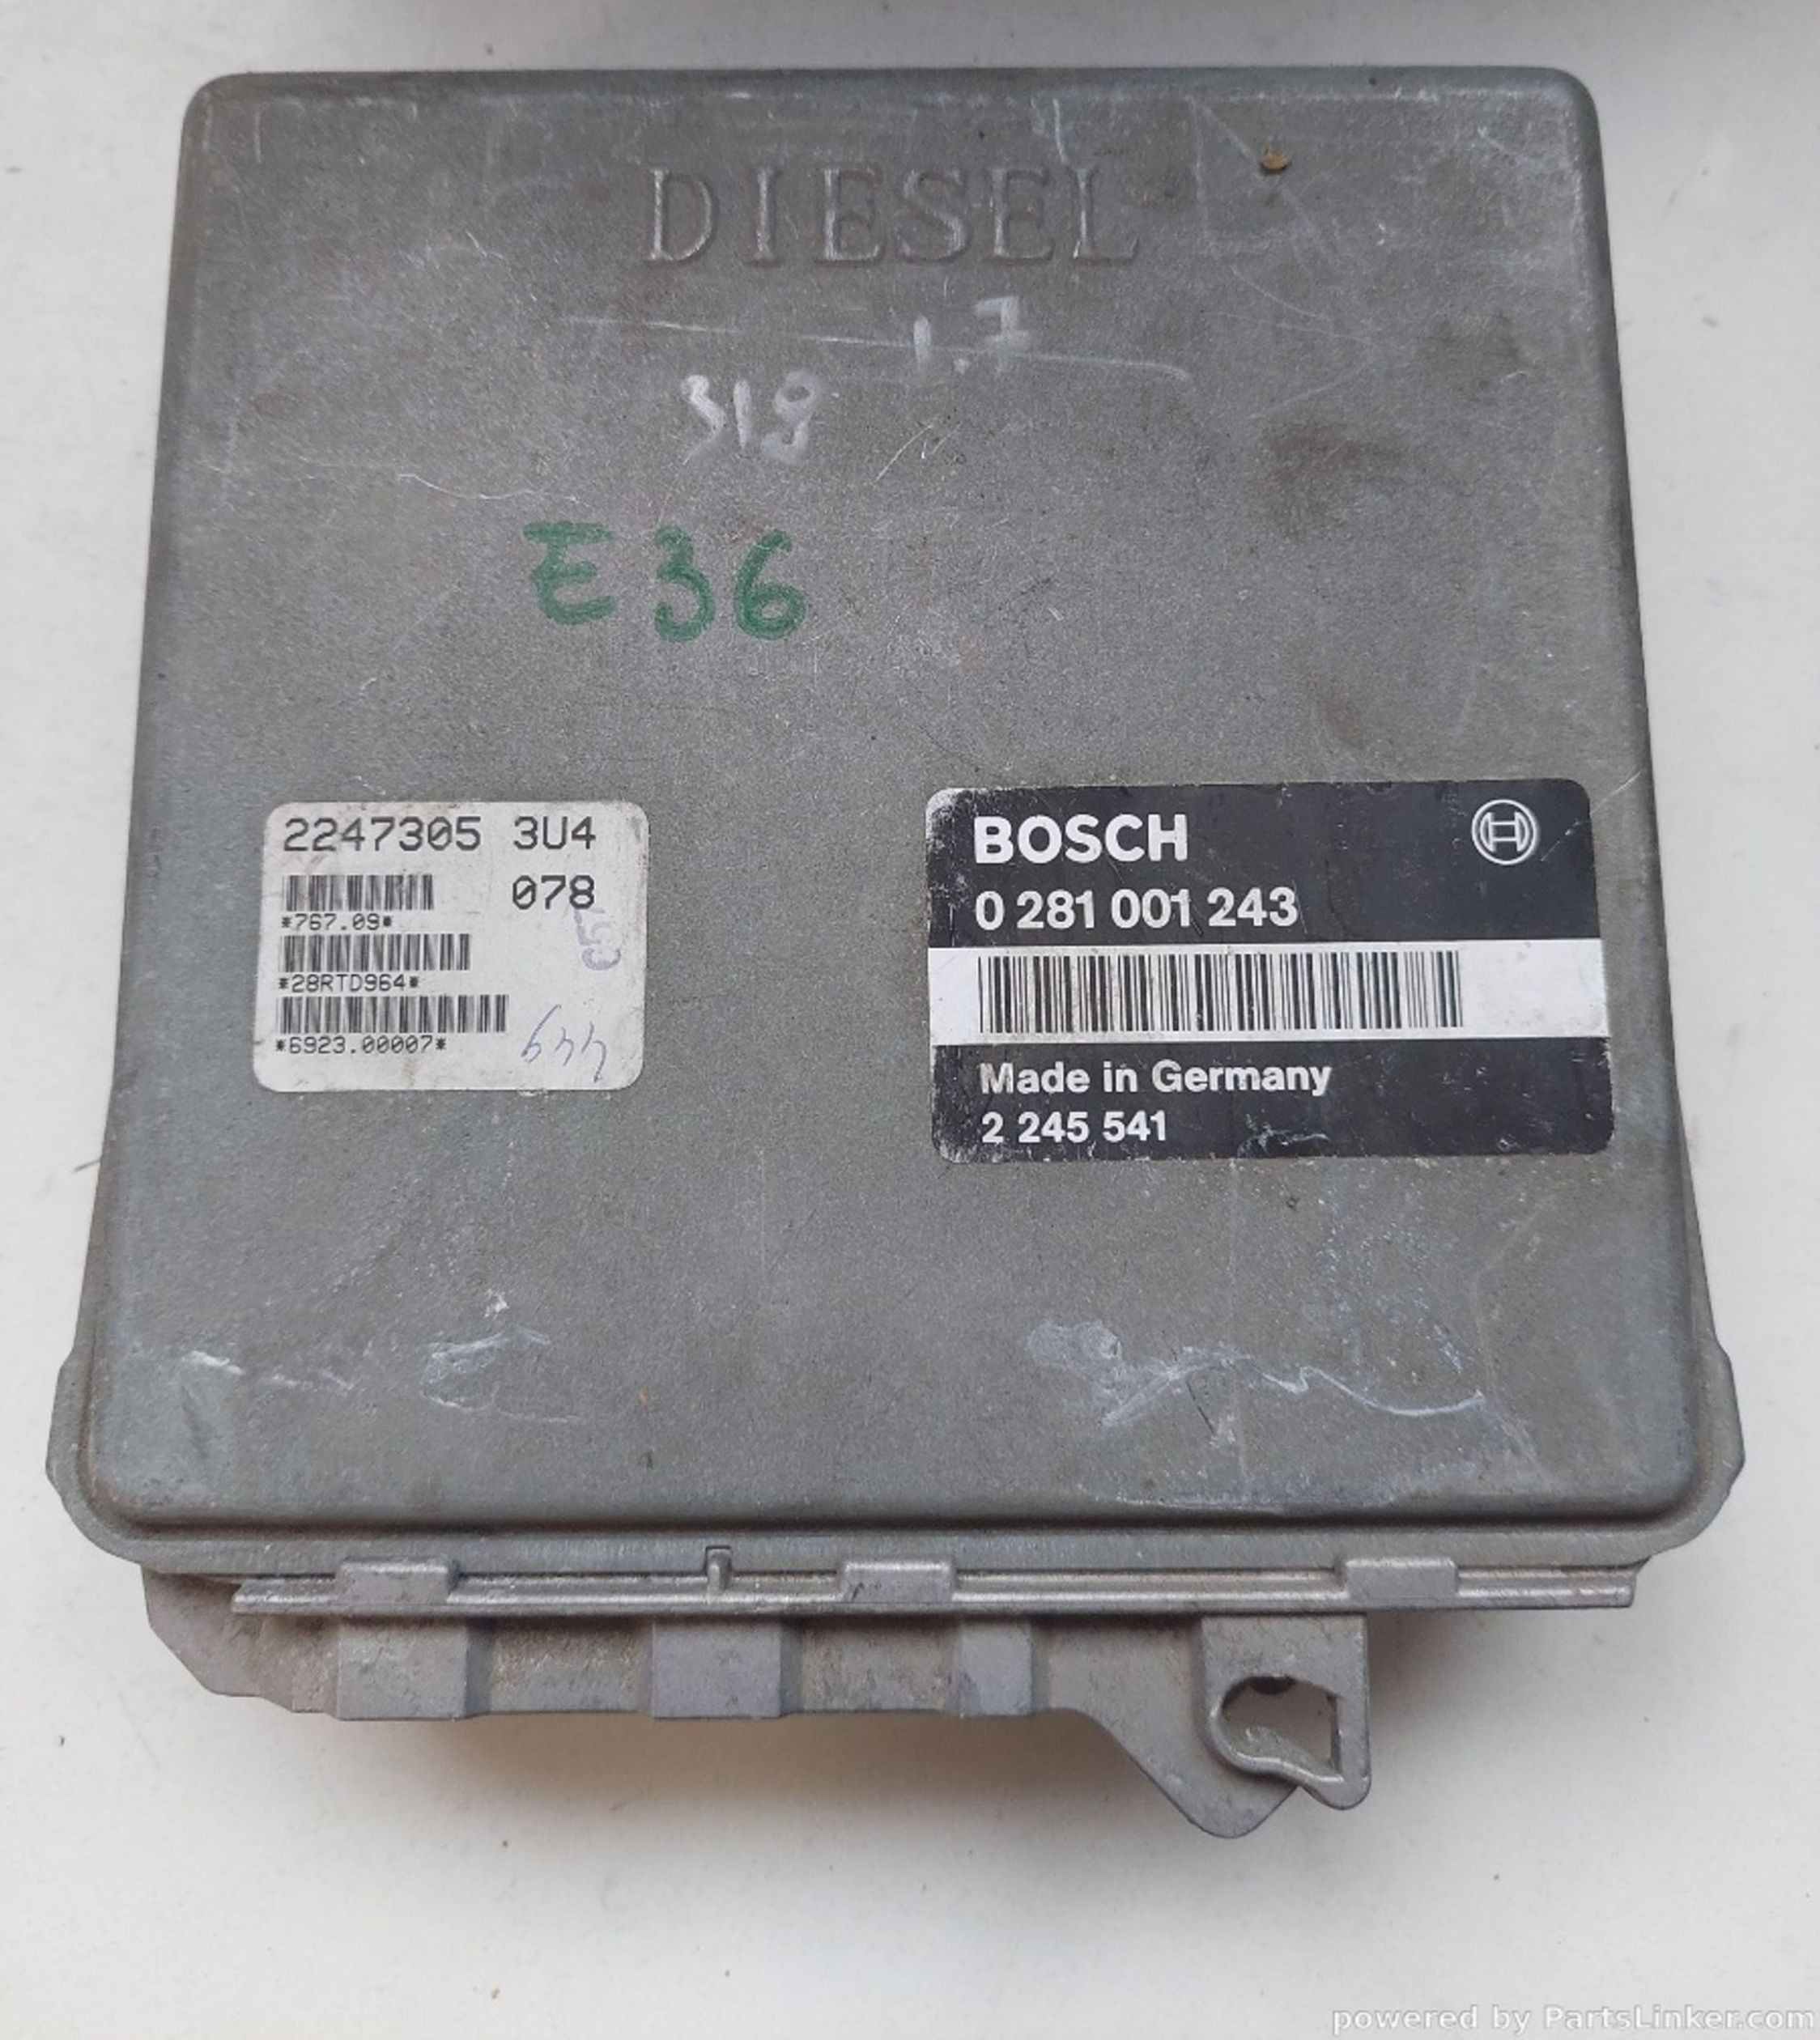 DIESEL
1.7
318
E36
2247305 3U4
078
*767.09*
*28RTD964*
*6923.00007*
BOSCH
0 281 001 243
Made in Germany
2 245 541
powered by PartsLinker.com